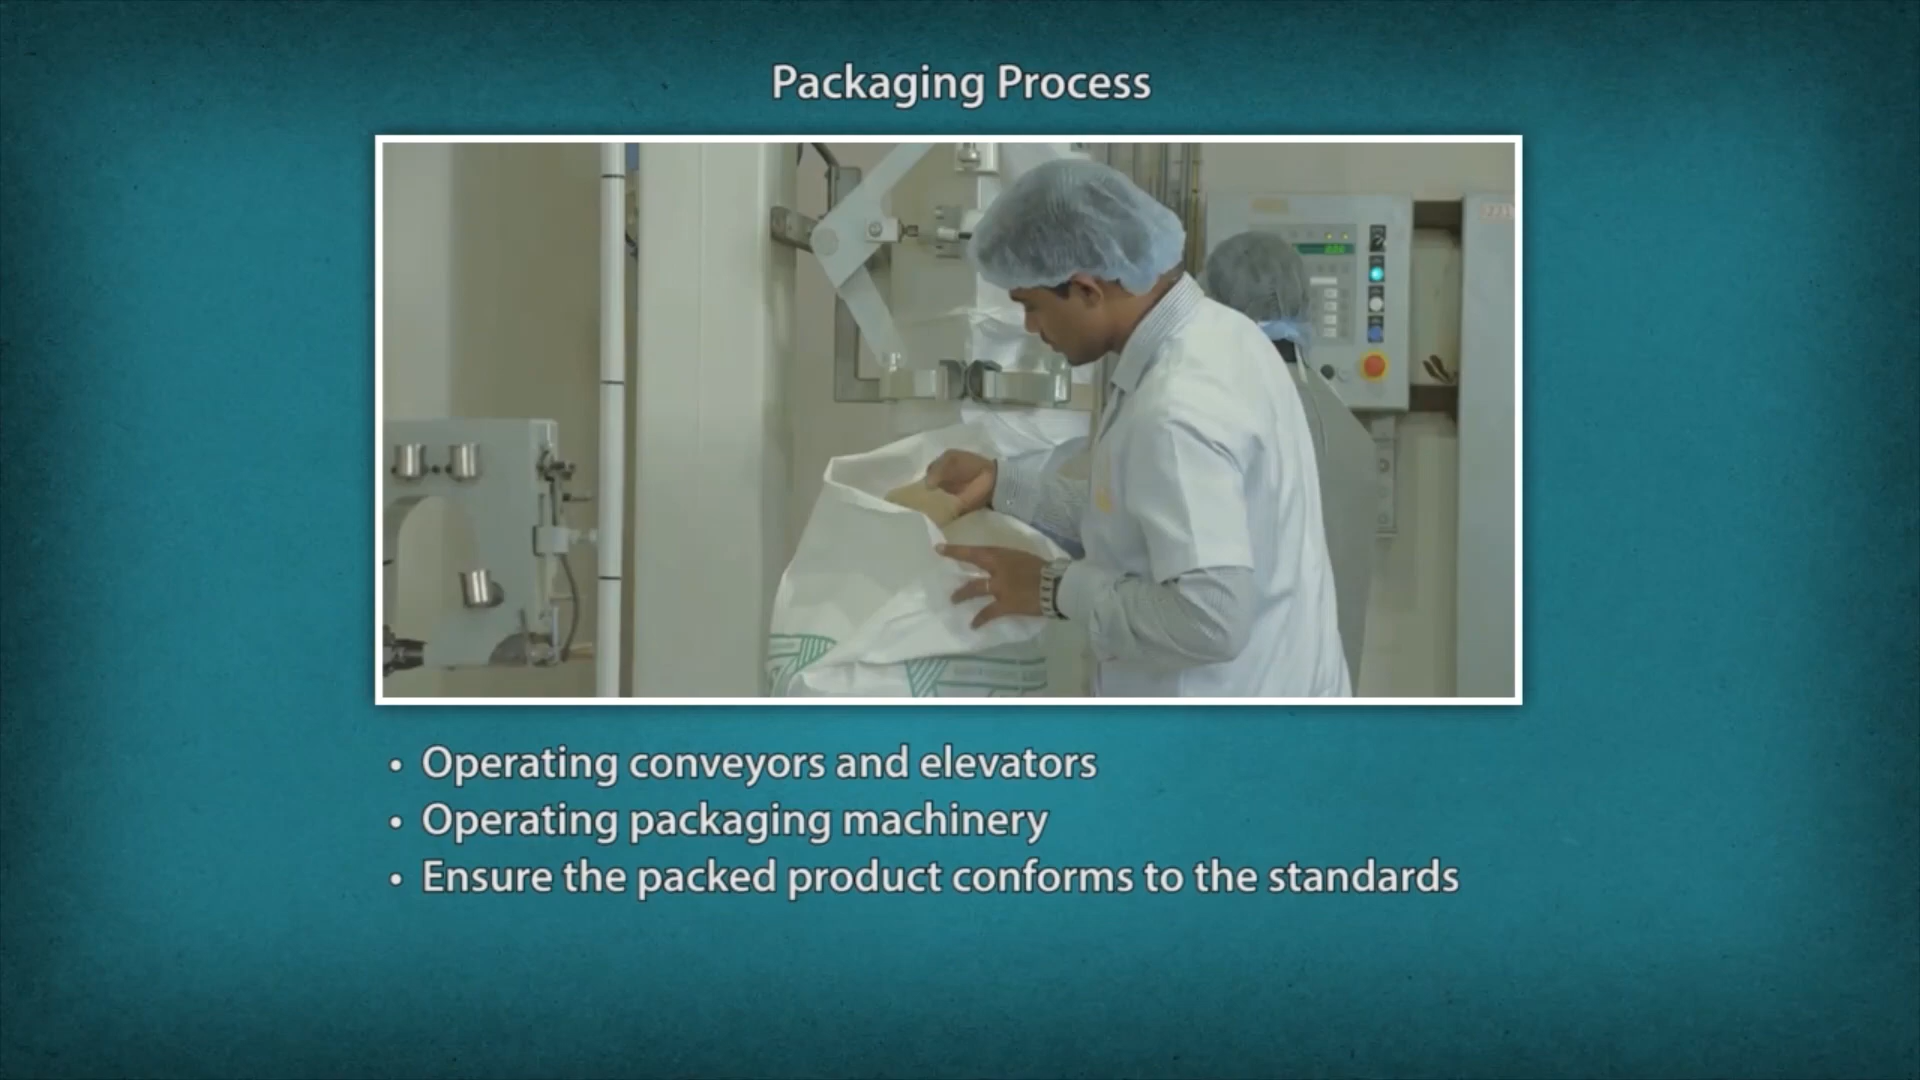 Packaging Process
• Operating conveyors and elevators
• Operating packaging machinery
• Ensure the packed product conforms to the standards